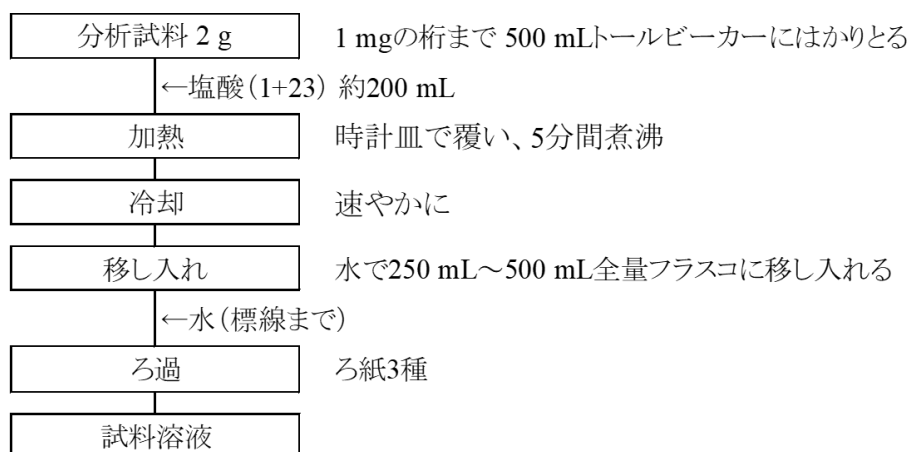 分析試料 2 g 1 mgの桁まで 500 mLトールビーカーにはかりとる
←塩酸(1+23) 約200 mL
加熱 時計皿で覆い、5分間煮沸
冷却 速やかに
移し入れ 水で250 mL～500 mL全量フラスコに移し入れる
←水(標線まで)
ろ過 ろ紙3種
試料溶液